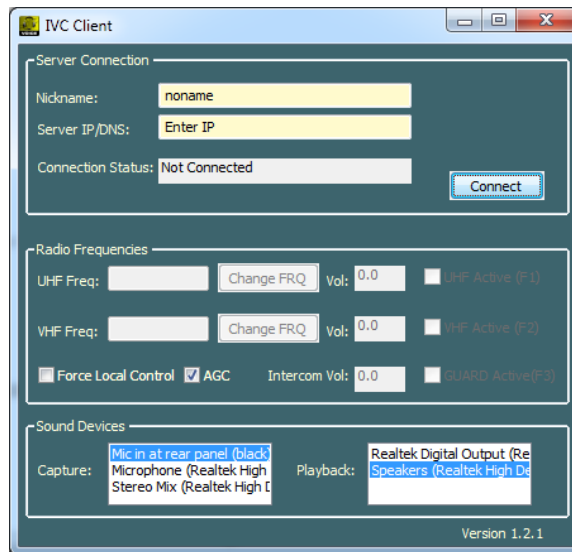 IVC Client
Server Connection
Nickname: noname
Server IP/DNS: Enter IP
Connection Status: Not Connected
Connect
Radio Frequencies
UHF Freq: Change FRQ Vol: 0.0 UHF Active (F1)
VHF Freq: Change FRQ Vol: 0.0 VHF Active (F2)
Force Local Control AGC Intercom Vol: 0.0 GUARD Active(F3)
Sound Devices
Capture:
Mic in at rear panel (black)
Microphone (Realtek High
Stereo Mix (Realtek High D
Playback:
Realtek Digital Output (Re
Speakers (Realtek High De
Version 1.2.1